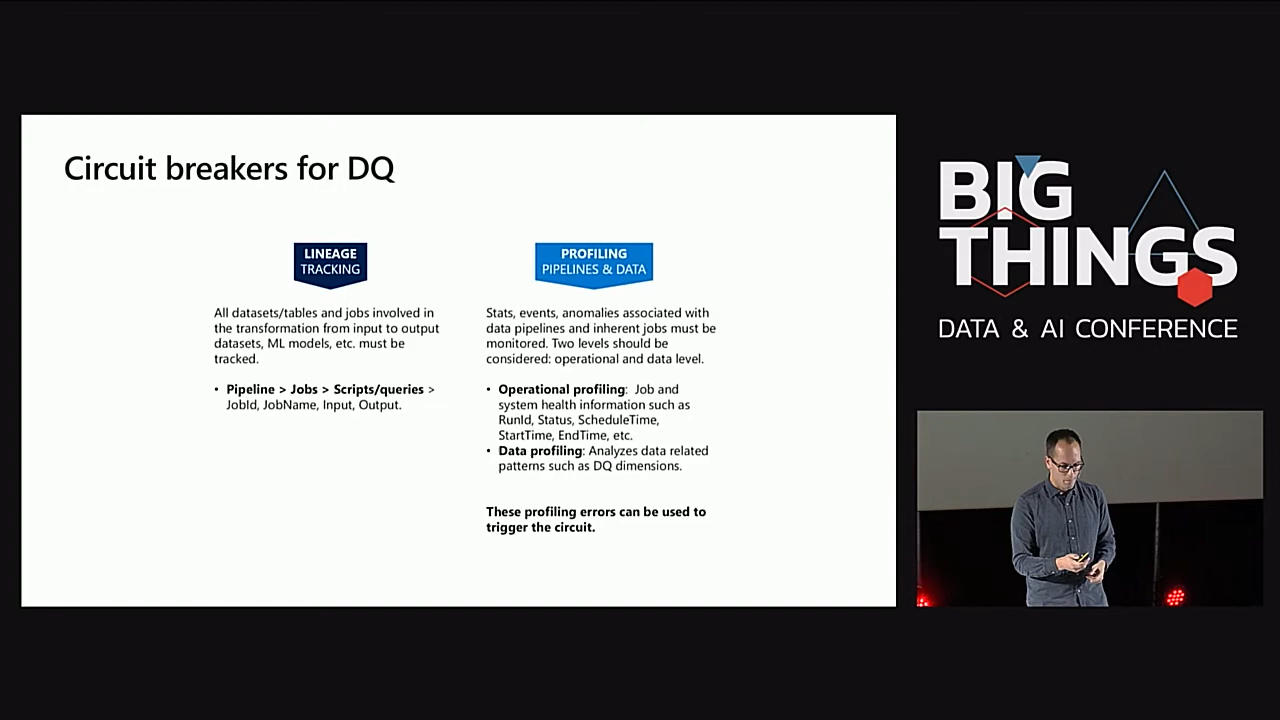 Circuit breakers for DQ
LINEAGE
TRACKING
All datasets/tables and jobs involved in
the transformation from input to output
datasets, ML models, etc. must be
tracked.
• Pipeline > Jobs > Scripts/queries >
JobId, JobName, Input, Output.
PROFILING
PIPELINES & DATA
Stats, events, anomalies associated with
data pipelines and inherent jobs must be
monitored. Two levels should be
considered: operational and data level.
• Operational profiling: Job and
system health information such as
RunId, Status, ScheduleTime,
StartTime, EndTime, etc.
• Data profiling: Analyzes data related
patterns such as DQ dimensions.
These profiling errors can be used to
trigger the circuit.
BIG
THINGS
DATA & AI CONFERENCE